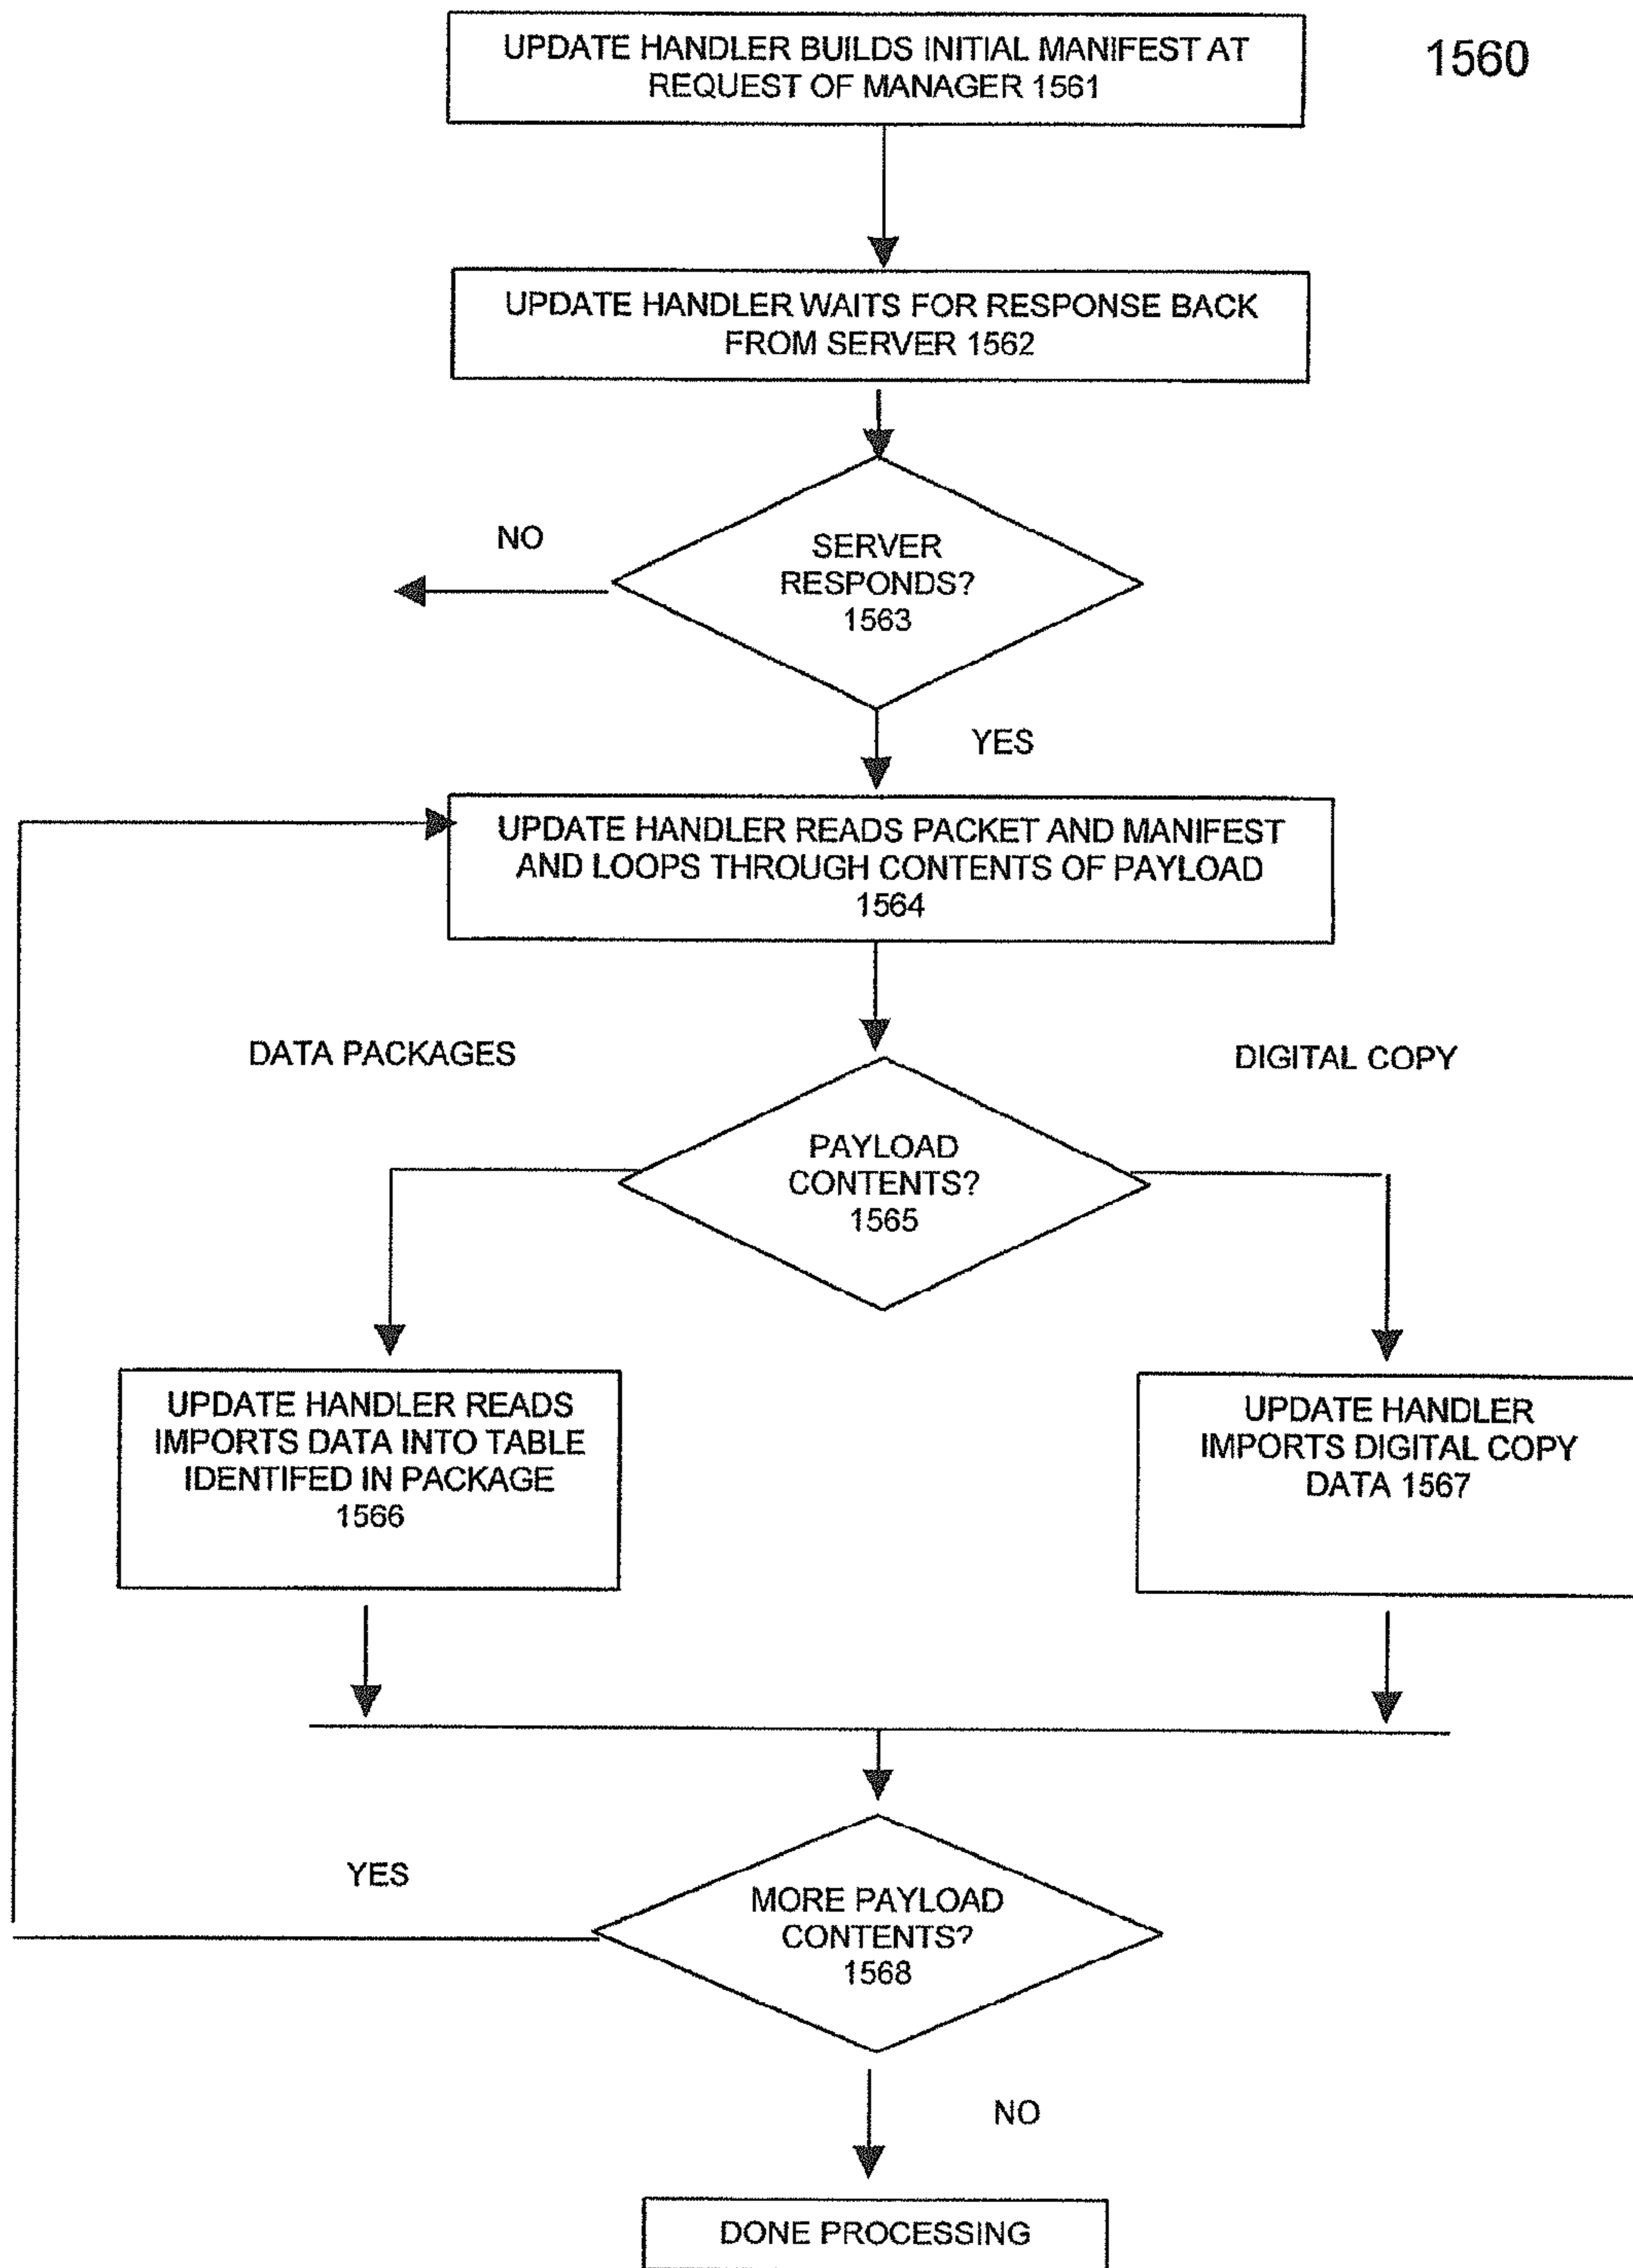 UPDATE HANDLER BUILDS INITIAL MANIFEST AT
REQUEST OF MANAGER 1561
1560
UPDATE HANDLER WAITS FOR RESPONSE BACK
FROM SERVER 1562
NO
SERVER
RESPONDS?
1563
YES
UPDATE HANDLER READS PACKET AND MANIFEST
AND LOOPS THROUGH CONTENTS OF PAYLOAD
1564
DATA PACKAGES
DIGITAL COPY
PAYLOAD
CONTENTS?
1565
UPDATE HANDLER READS
IMPORTS DATA INTO TABLE
IDENTIFED IN PACKAGE
1566
UPDATE HANDLER
IMPORTS DIGITAL COPY
DATA 1567
YES
MORE PAYLOAD
CONTENTS?
1568
NO
DONE PROCESSING